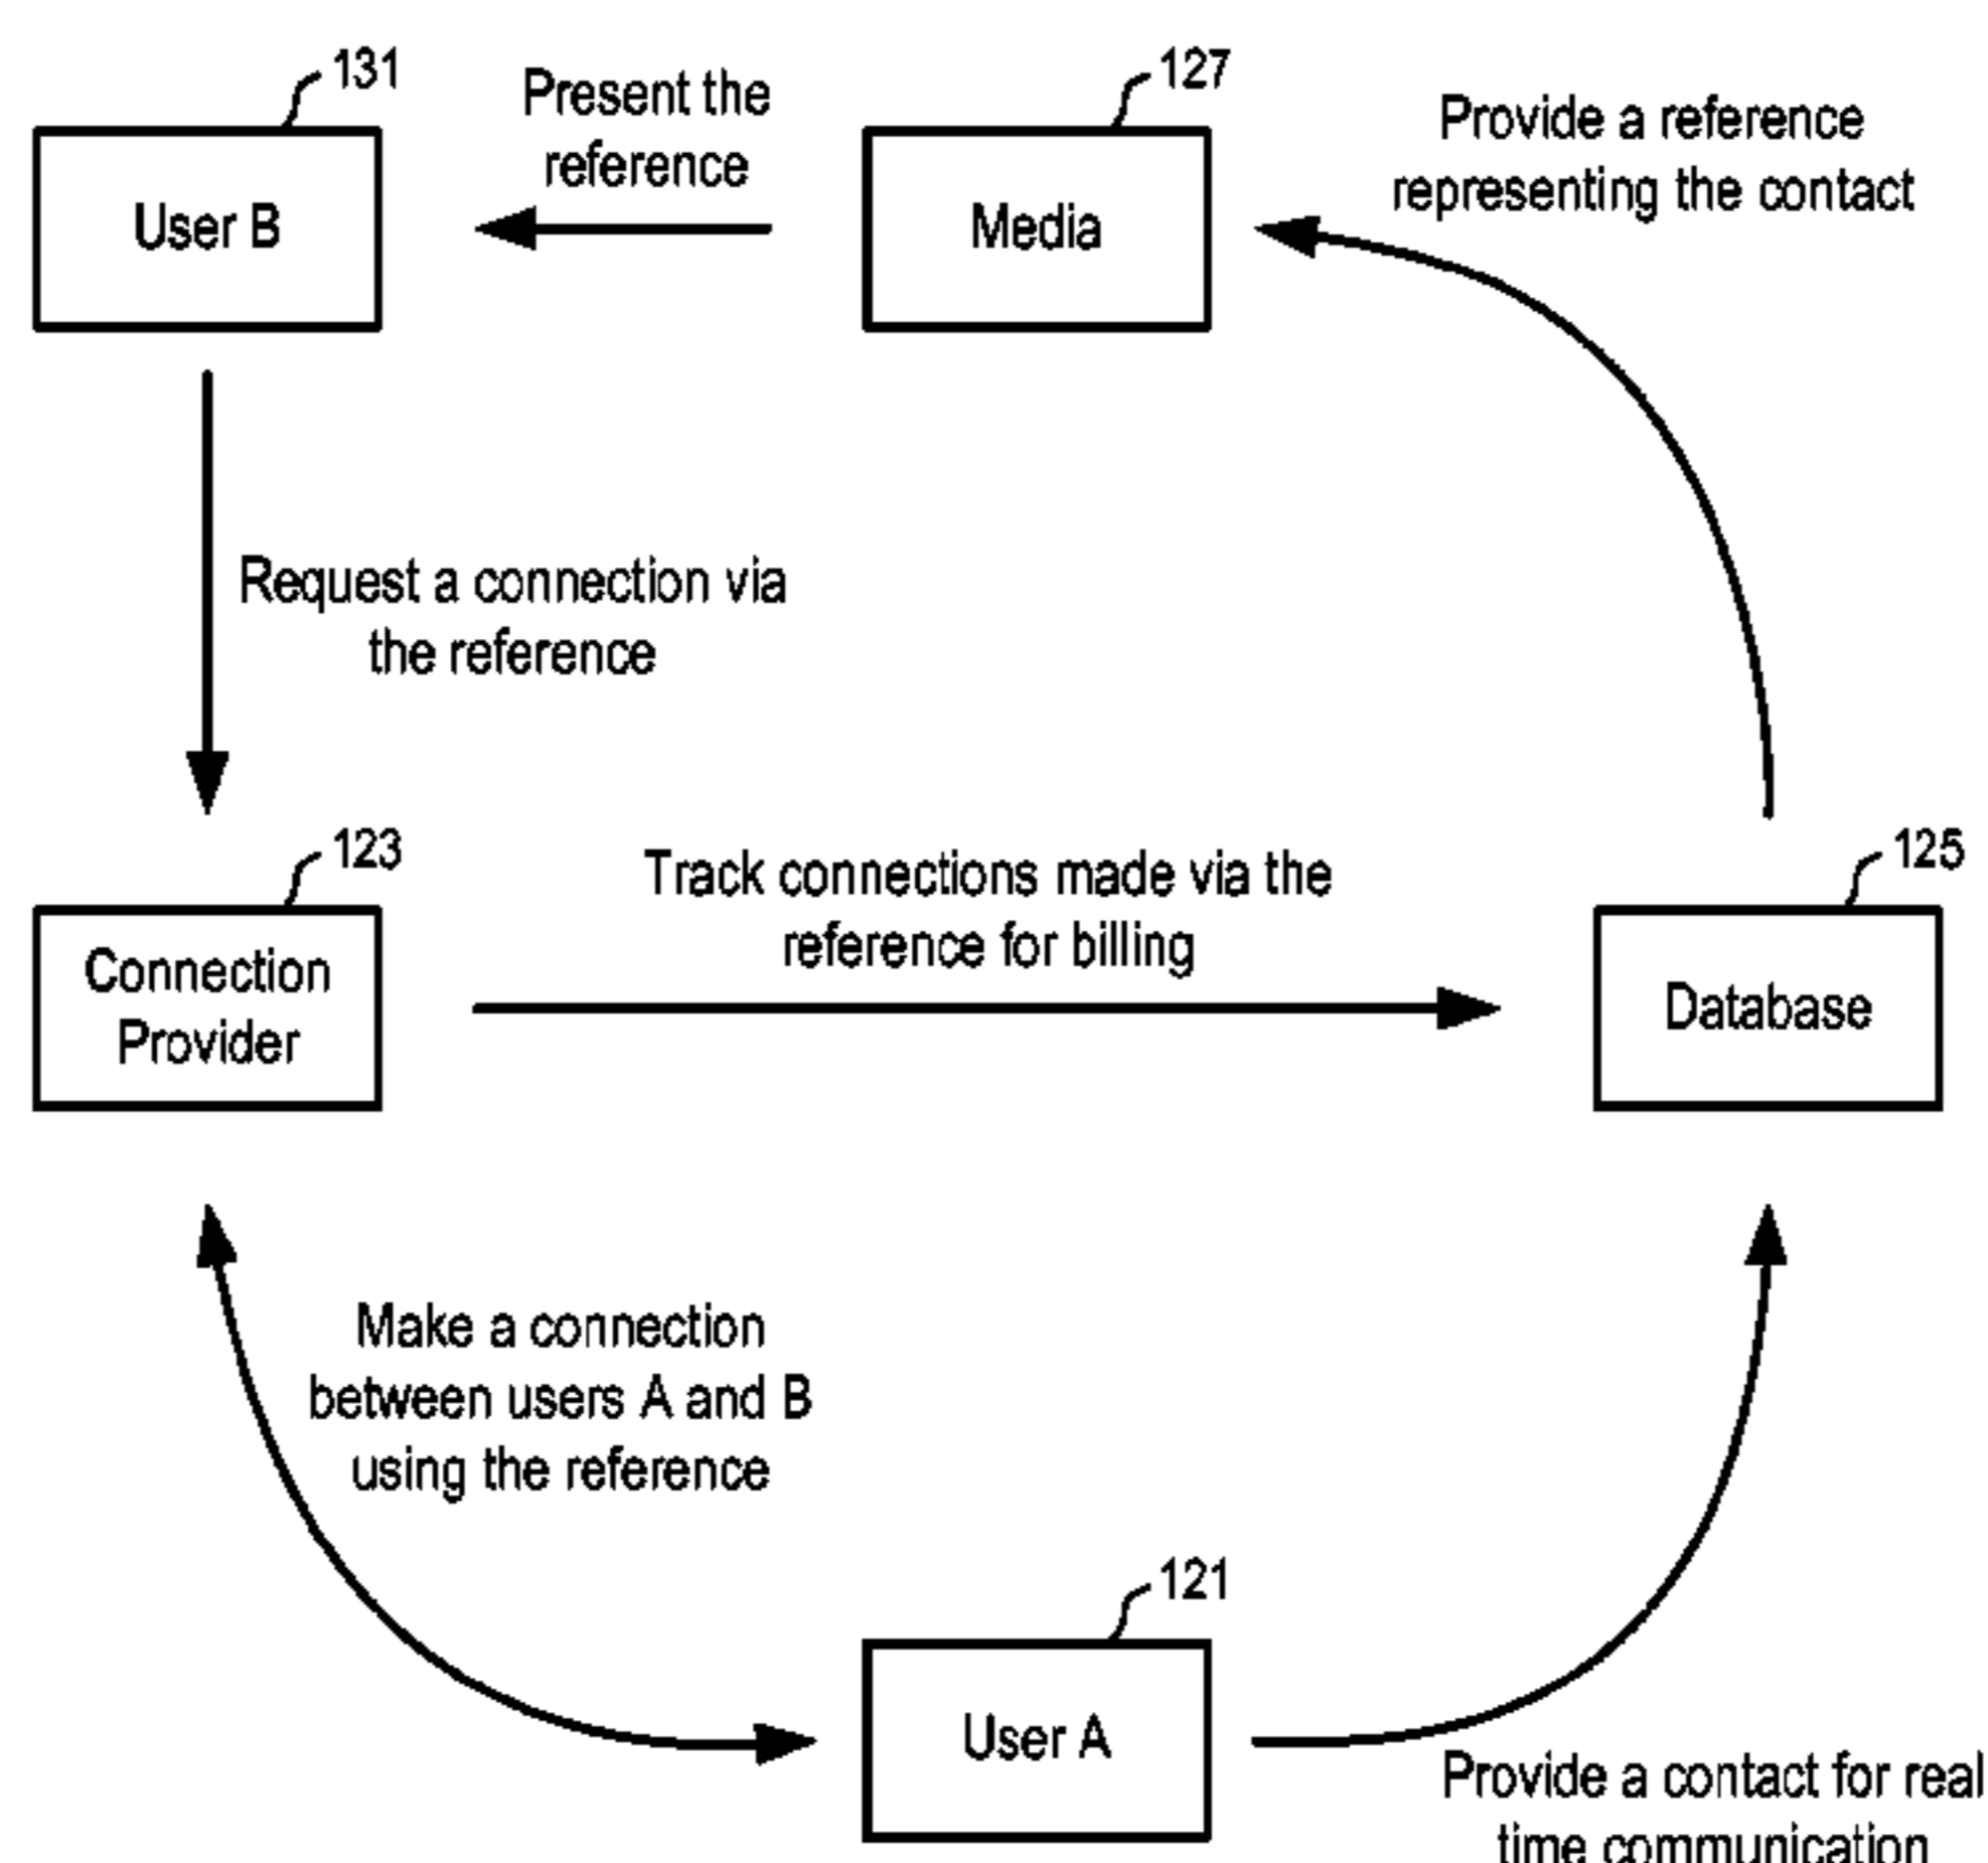 131
Present the
reference
127
Provide a reference
representing the contact
User B
Media
Request a connection via
the reference
123
Track connections made via the
reference for billing
125
Connection
Provider
Database
Make a connection
between users A and B
using the reference
121
User A
Provide a contact for real
time communication